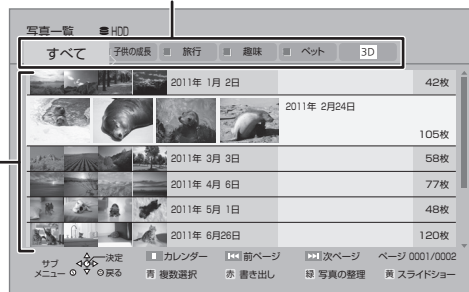 写真一覧 HDD
すべて 子供の成長 旅行 趣味 ペット 3D
2011年 1月 2日 42枚
2011年 2月24日
105枚
2011年 3月 3日 58枚
2011年 4月 6日 77枚
2011年 5月 1日 48枚
2011年 6月26日 120枚
サブメニュー 決定 戻る
カレンダー 前ページ 次ページ ページ 0001/0002
青 複数選択 赤 書き出し 緑 写真の整理 黄 スライドショー